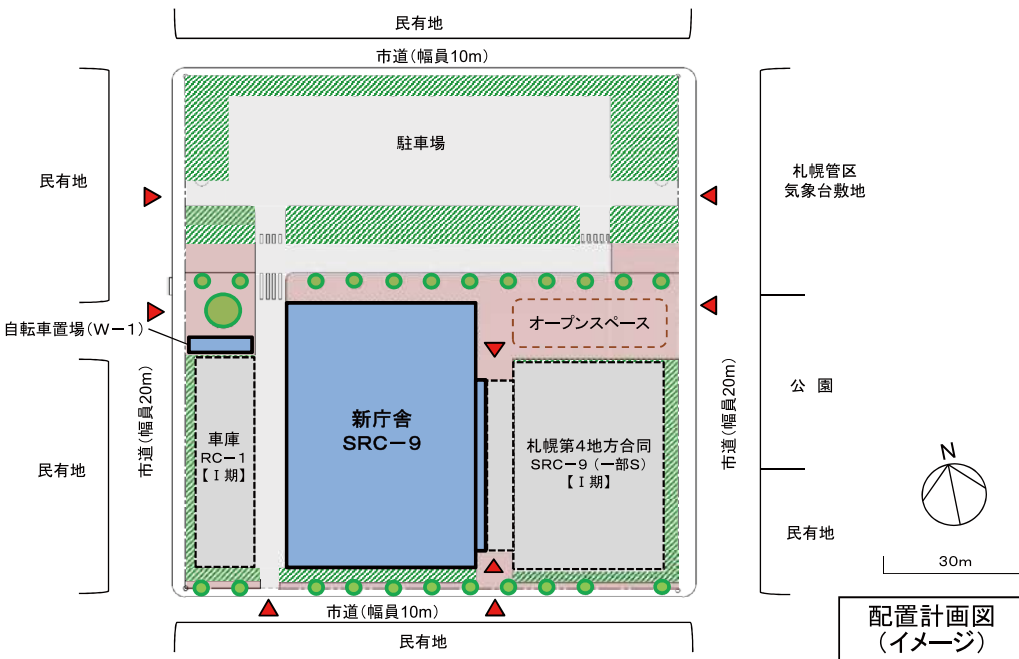 民有地
市道(幅員10m)
駐車場
民有地
札幌管区
気象台敷地
オープンスペース
自転車置場(W－1)
市道(幅員20m)
市道(幅員20m)
公 園
新庁舎
SRC－9
車庫
RC－1
【Ⅰ期】
札幌第4地方合同
SRC－9(一部S)
【Ⅰ期】
民有地
民有地
N
30m
市道(幅員10m)
民有地
配置計画図
(イメージ)